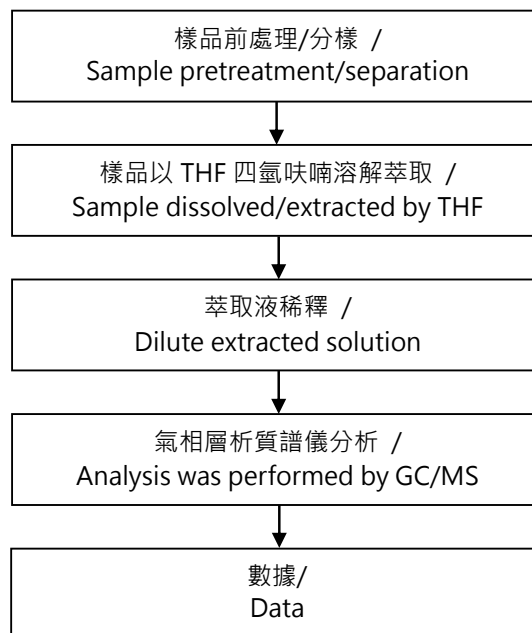 樣品前處理/分樣 /
Sample pretreatment/separation
樣品以 THF 四氫呋喃溶解萃取 /
Sample dissolved/extracted by THF
萃取液稀釋 /
Dilute extracted solution
氣相層析質譜儀分析 /
Analysis was performed by GC/MS
數據/
Data